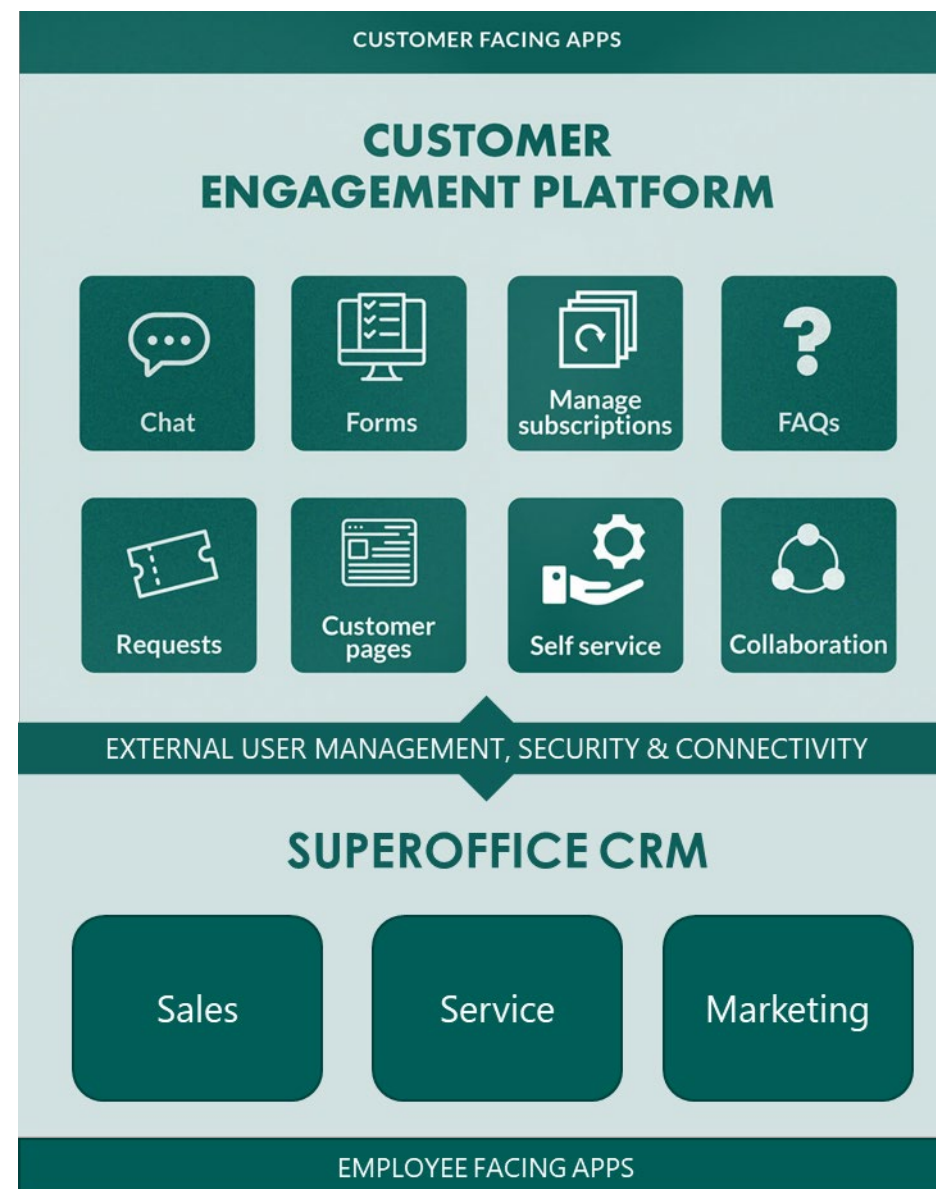 CUSTOMER FACING APPS
CUSTOMER
ENGAGEMENT PLATFORM
Chat
Forms
Manage
subscriptions
FAQs
Requests
Customer
pages
Self service
Collaboration
EXTERNAL USER MANAGEMENT, SECURITY & CONNECTIVITY
SUPEROFFICE CRM
Sales
Service
Marketing
EMPLOYEE FACING APPS